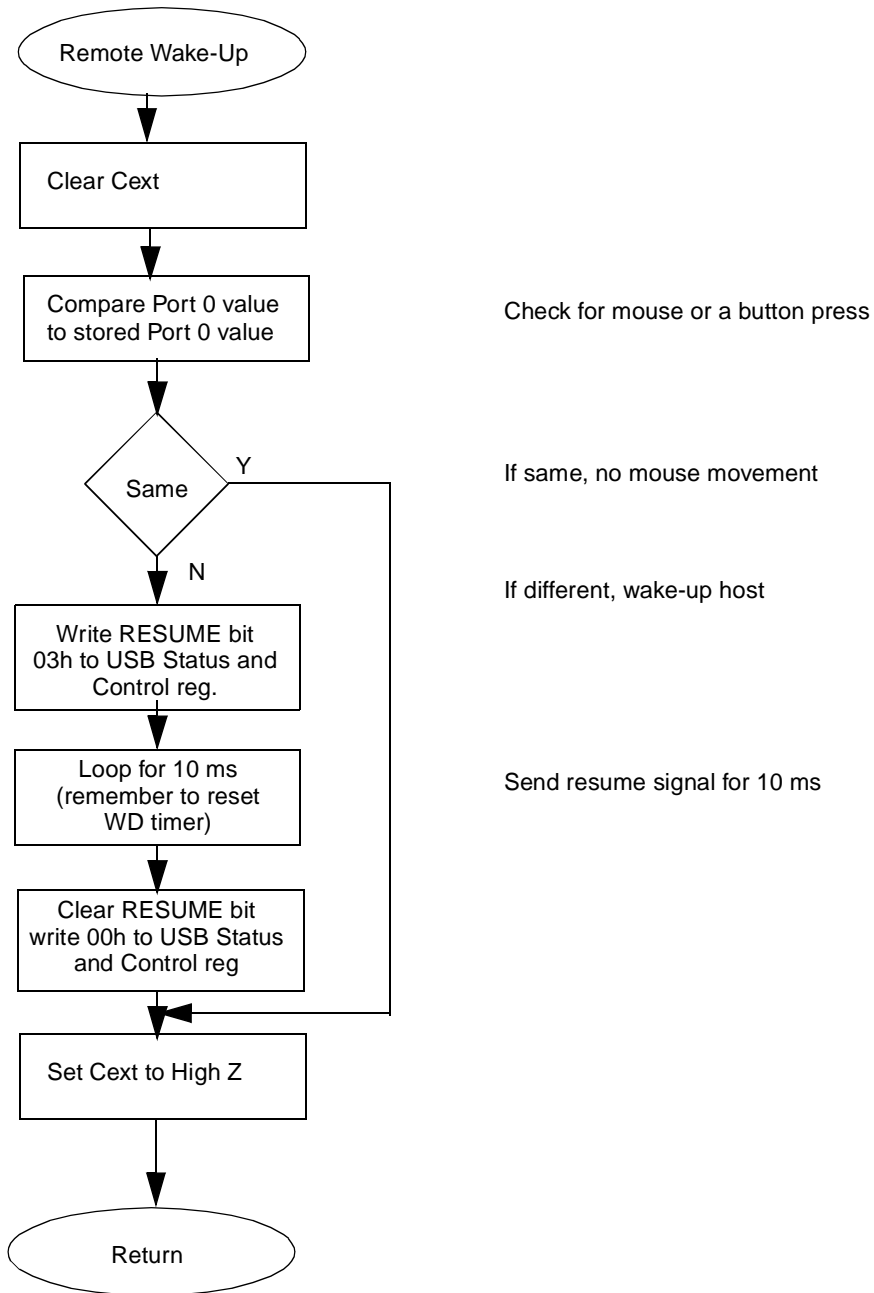 Remote Wake-Up
Clear Cext
Compare Port 0 value
to stored Port 0 value
Check for mouse or a button press
Same
Y
If same, no mouse movement
N
If different, wake-up host
Write RESUME bit
03h to USB Status and
Control reg.
Loop for 10 ms
(remember to reset
WD timer)
Send resume signal for 10 ms
Clear RESUME bit
write 00h to USB Status
and Control reg
Set Cext to High Z
Return